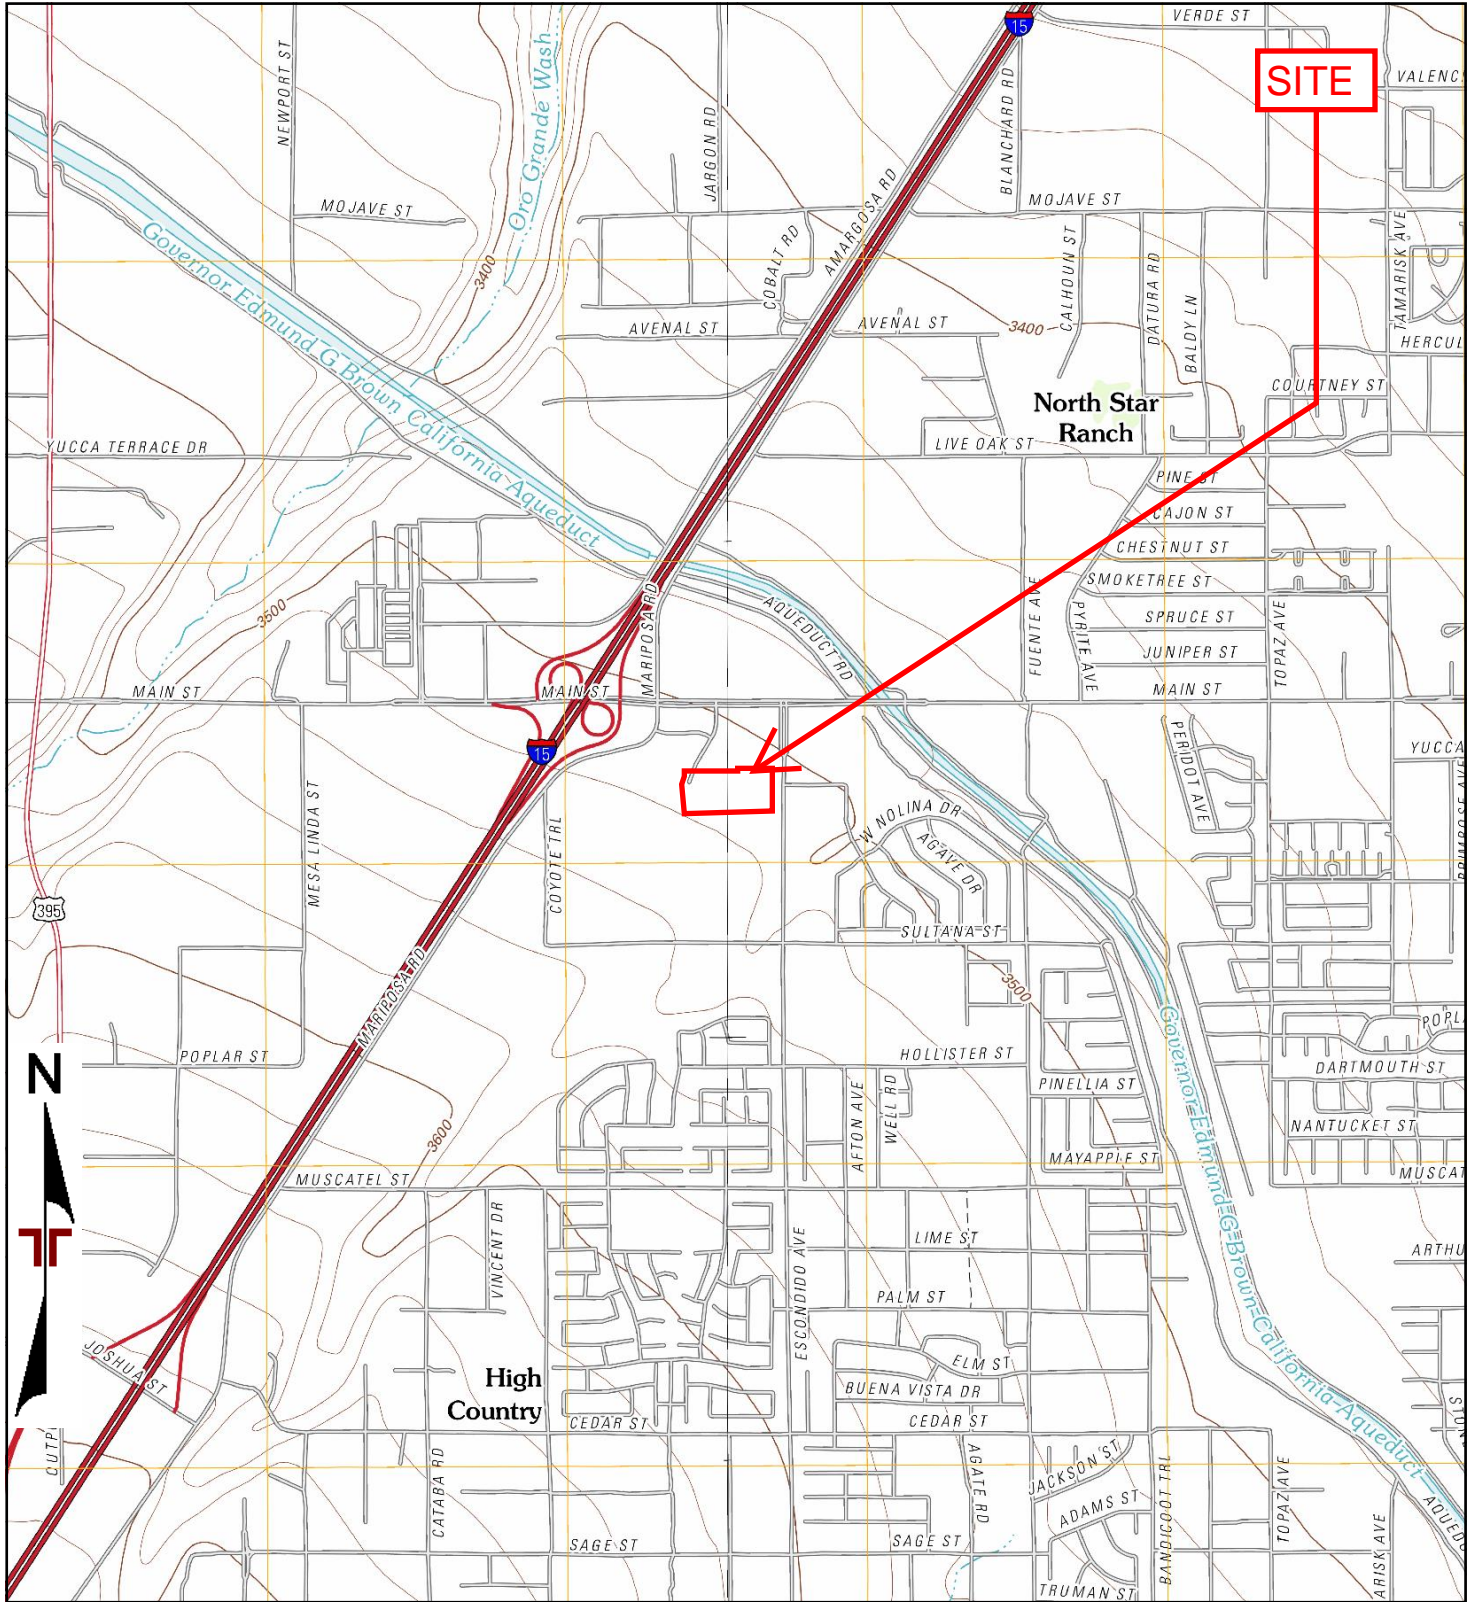 VERDE ST
15
SITE
VALENC
NEWPORT ST
Oro Grande Wash
JARGON RD
BLANCHARD RD
AMARGOSA RD
MOJAVE ST
MOJAVE ST
TAMARISK AVE
Governor Edmund G Brown California Aqueduct
3400
COBALT RD
CALHOUN ST
DATURA RD
BALDY LN
AVENAL ST
AVENAL ST
3400
HERCUL
COURTNEY ST
North Star
Ranch
YUCCA TERRACE DR
LIVE OAK ST
PINE ST
CAJON ST
CHESTNUT ST
SMOKETREE ST
SPRUCE ST
JUNIPER ST
3500
MARIPOSA RD
AQUEDUCT RD
FUENTE AVE
PYRITE AVE
TOPAZ AVE
MAIN ST
MAIN ST
MAIN ST
15
PERIDOT AVE
YUCCA
PRIMROSE AVE
MESA LINDA ST
COYOTE TRL
W NOLINA DR
AGAVE DR
395
SULTANA ST
MARIPOSA RD
3500
POPL
N
POPLAR ST
HOLLISTER ST
DARTMOUTH ST
PINELLIA ST
AFTON AVE
WELL RD
3600
NANTUCKET ST
MAYAPPLE ST
MUSCATEL ST
MUSCAT
Governor Edmund G Brown California Aqueduct
VINCENT DR
ESCONDIDO AVE
LIME ST
ARTHU
PALM ST
JOSHUA ST
ELM ST
High
Country
BUENA VISTA DR
CEDAR ST
CEDAR ST
CATABA RD
AGATE RD
JACKSON ST
ADAMS ST
BANDICOOT TRL
TOPAZ AVE
ARISK AVE
AQUEDU
SAGE ST
SAGE ST
TRUMAN ST